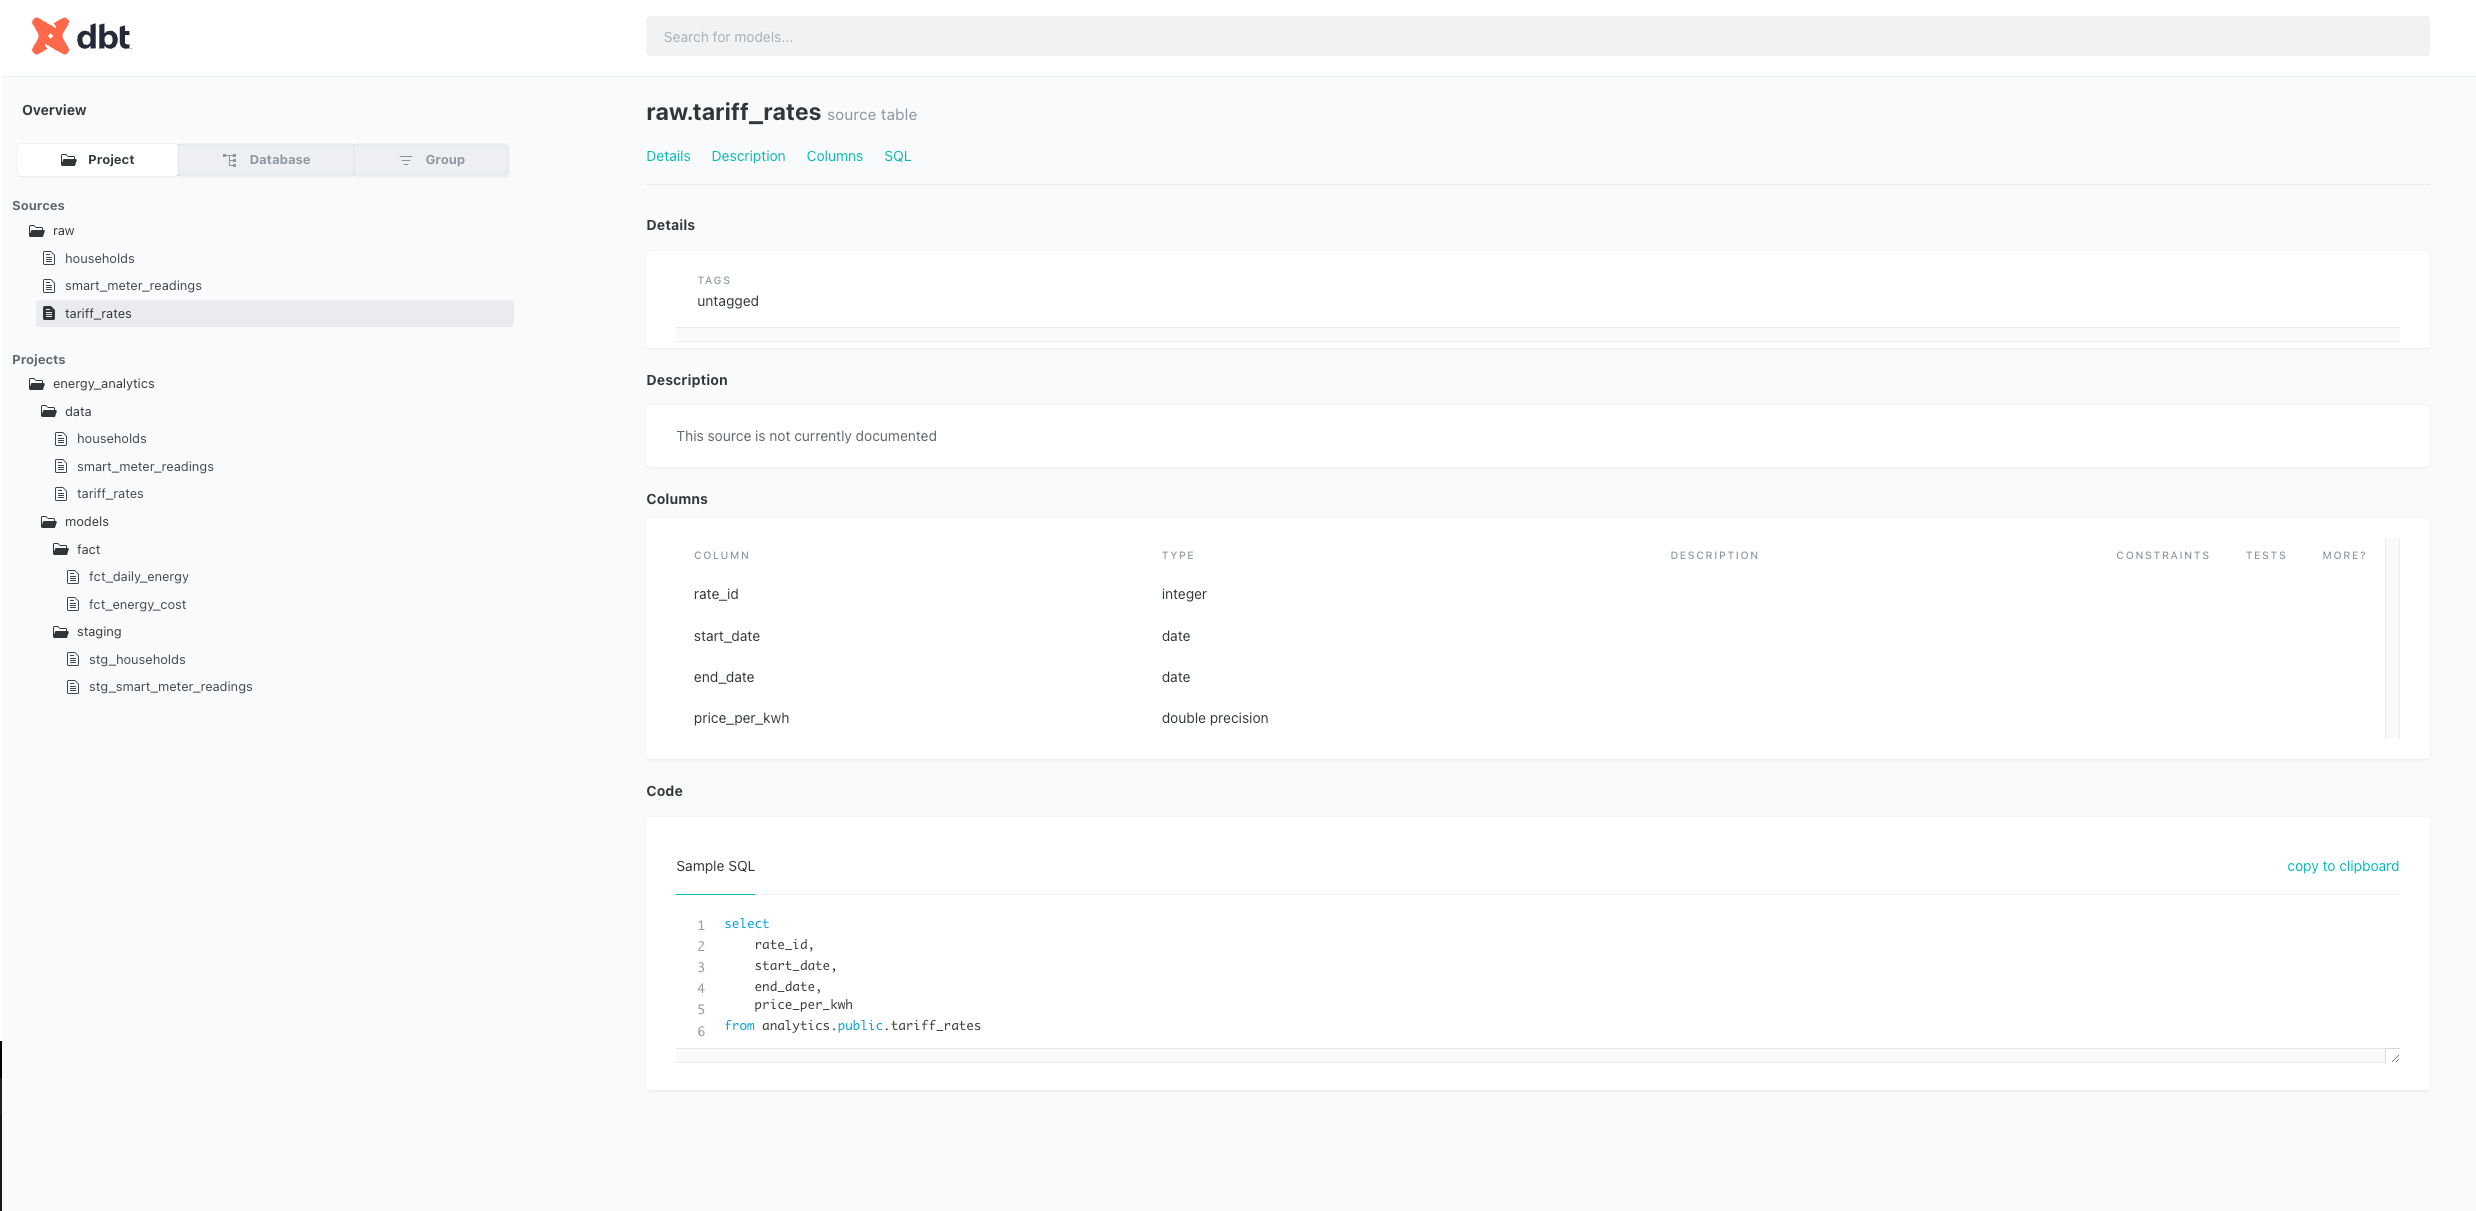 dbt
Search for models...
Overview
Project Database Group
Sources
raw
households
smart_meter_readings
tariff_rates
Projects
energy_analytics
data
households
smart_meter_readings
tariff_rates
models
fact
fct_daily_energy
fct_energy_cost
staging
stg_households
stg_smart_meter_readings
raw.tariff_rates source table
Details Description Columns SQL
Details
TAGS
untagged
Description
This source is not currently documented
Columns
COLUMN TYPE DESCRIPTION CONSTRAINTS TESTS MORE?
rate_id integer
start_date date
end_date date
price_per_kwh double precision
Code
Sample SQL copy to clipboard
1 select
2 rate_id,
3 start_date,
4 end_date,
5 price_per_kwh
6 from analytics.public.tariff_rates